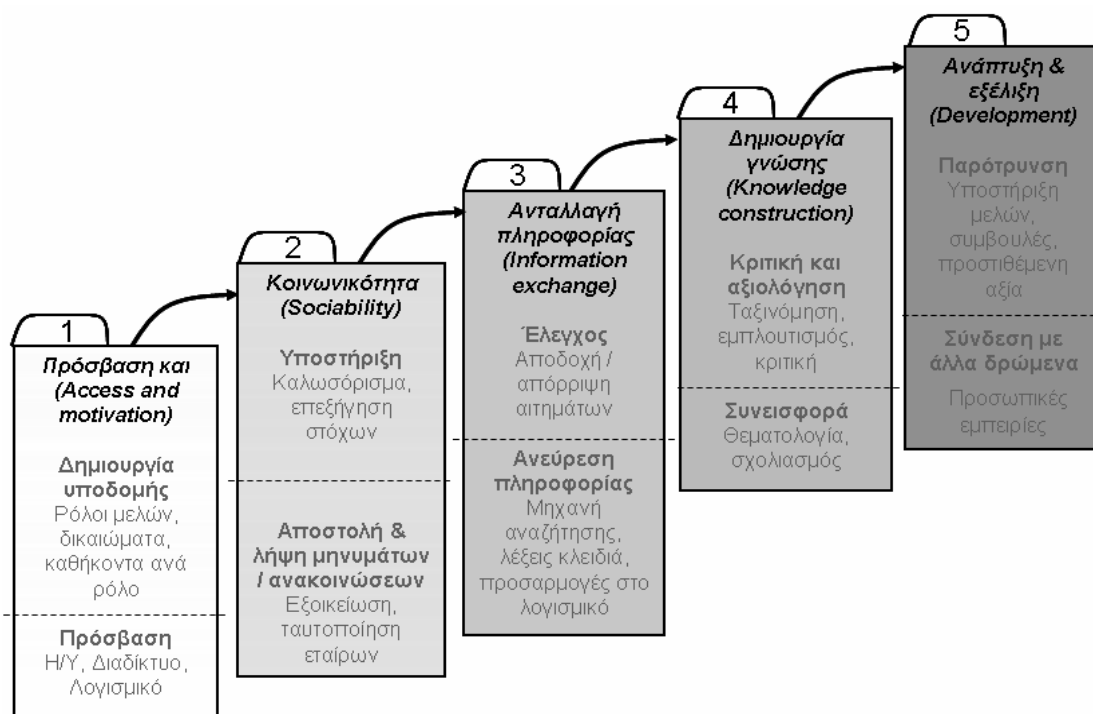 1
Πρόσβαση και
(Access and
motivation)
Δημιουργία
υποδομής
Ρόλοι μελών,
δικαιώματα,
καθήκοντα ανά
ρόλο
Πρόσβαση
Η/Υ, Διαδίκτυο,
Λογισμικό
2
Κοινωνικότητα
(Sociability)
Υποστήριξη
Καλωσόρισμα,
επεξήγηση
στόχων
Αποστολή &
λήψη μηνυμάτων
/ ανακοινώσεων
Εξοικείωση,
ταυτοποίηση
εταίρων
3
Ανταλλαγή
πληροφορίας
(Information
exchange)
Έλεγχος
Αποδοχή /
απόρριψη
αιτημάτων
Ανεύρεση
πληροφορίας
Μηχανή
αναζήτησης,
λέξεις κλειδιά,
προσαρμογές στο
λογισμικό
4
Δημιουργία
γνώσης
(Knowledge
construction)
Κριτική και
αξιολόγηση
Ταξινόμηση,
εμπλουτισμός,
κριτική
Συνεισφορά
Θεματολογία,
σχολιασμός
5
Ανάπτυξη &
εξέλιξη
(Development)
Παρότρυνση
Υποστήριξη
μελών,
συμβουλές,
προστιθέμενη
αξία
Σύνδεση με
άλλα δρώμενα
Προσωπικές
εμπειρίες